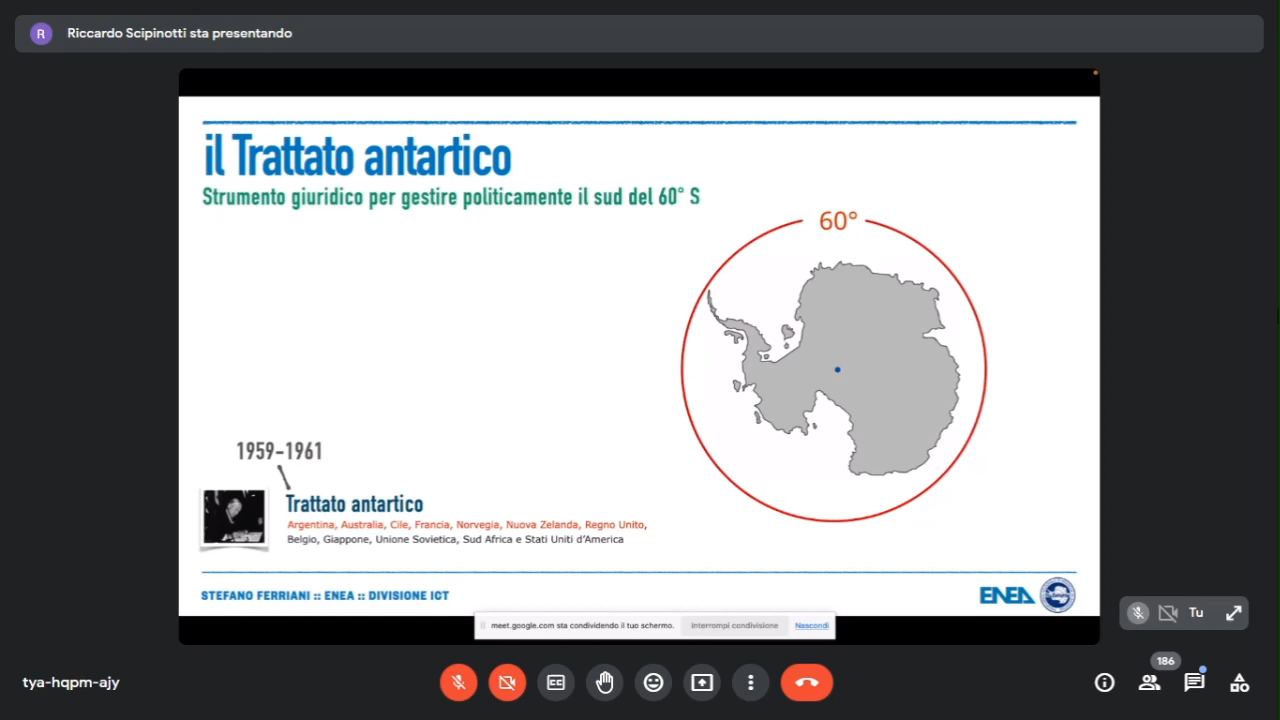 R
Riccardo Scipinotti sta presentando
il Trattato antartico
Strumento giuridico per gestire politicamente il sud del 60° S
60°
1959-1961
Trattato antartico
Argentina, Australia, Cile, Francia, Norvegia, Nuova Zelanda, Regno Unito,
Belgio, Giappone, Unione Sovietica, Sud Africa e Stati Uniti d'America
STEFANO FERRIANI :: ENEA :: DIVISIONE ICT
ENEA
meet.google.com sta condividendo il tuo schermo.
Interrompi condivisione
Nascondi
Tu
tya-hqpm-ajy
CC
186